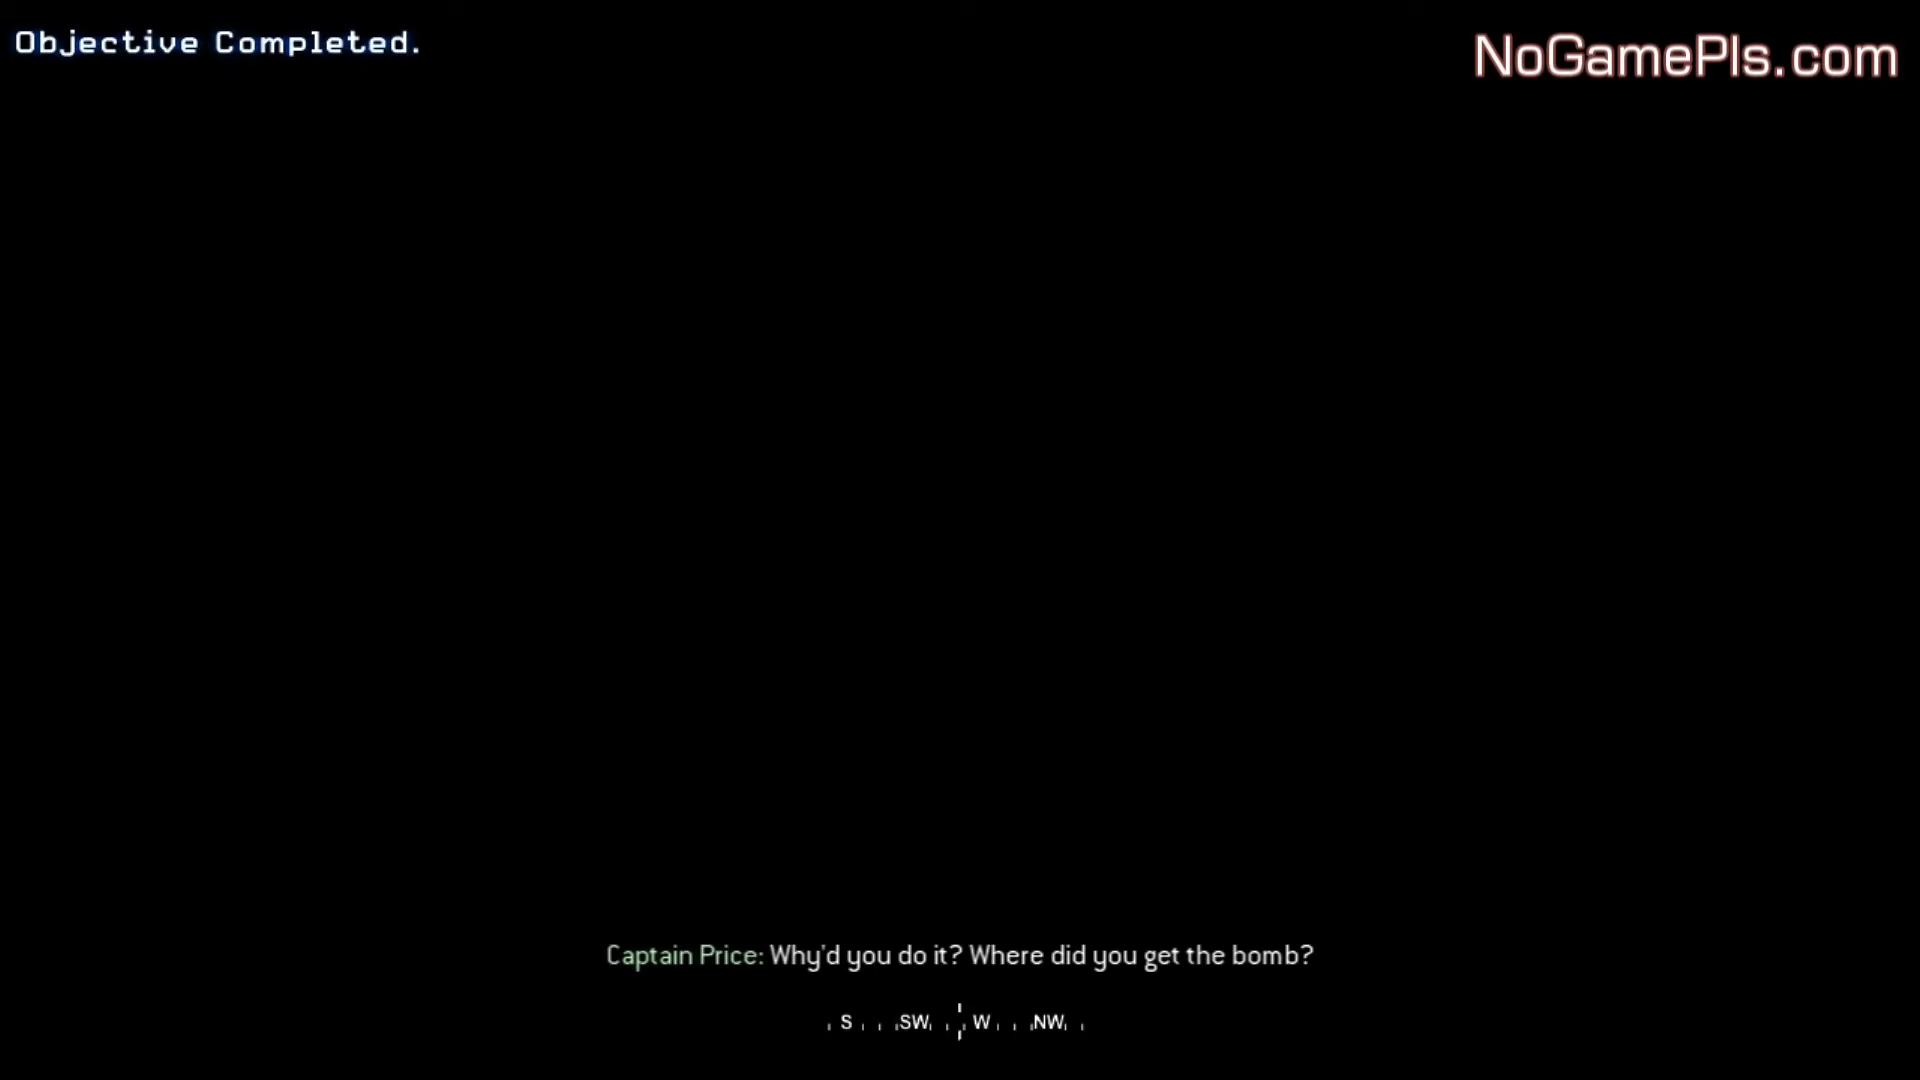 Objective Completed.
NoGamePls.com
Captain Price: Why'd you do it? Where did you get the bomb?
S SW W NW